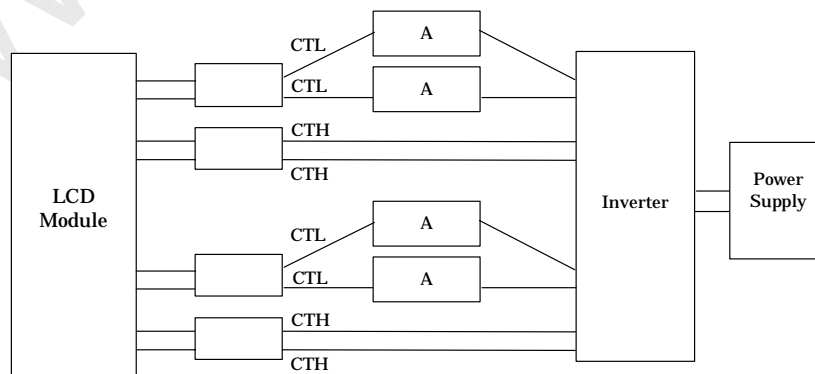 CTL
A
CTL
A
CTH
CTH
LCD
Module
Inverter
Power
Supply
CTL
A
CTL
A
CTH
CTH